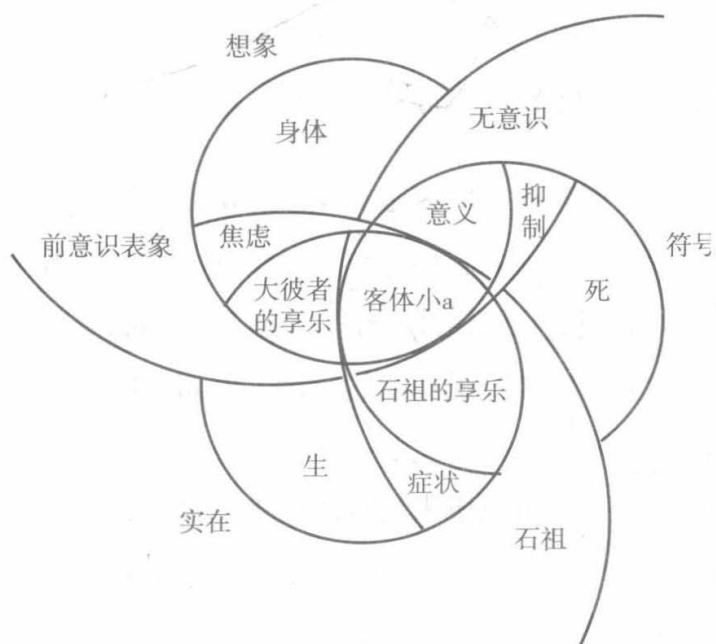 想象
身体
无意识
意义
抑
制
前意识表象
焦虑
符号
大彼者
的享乐
客体小a
死
石祖的享乐
生
症状
实在
石祖